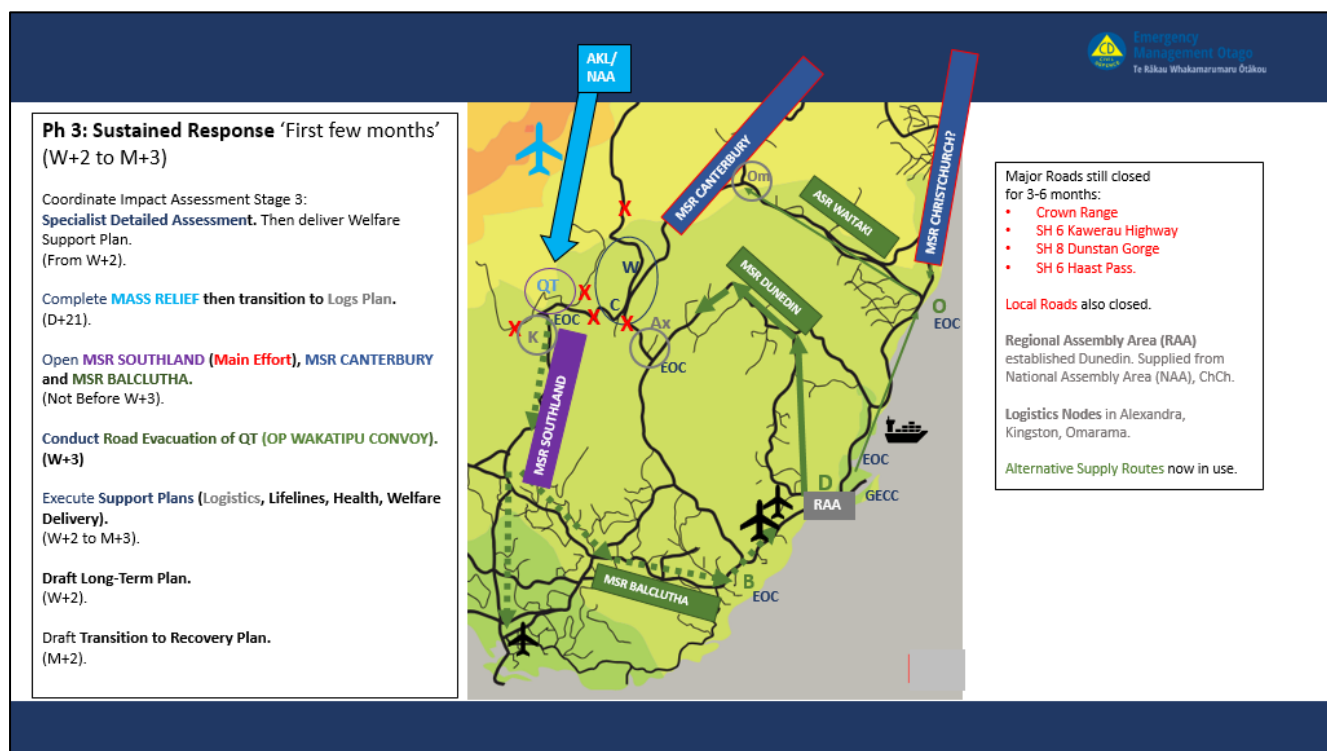 Emergency
Management Otago
Te Rākau Whakamarumaru Ōtākou
CD
CIVIL DEFENCE
AKL/
NAA
Ph 3: Sustained Response ‘First few months’
(W+2 to M+3)
Coordinate Impact Assessment Stage 3:
Specialist Detailed Assessment. Then deliver Welfare
Support Plan.
(From W+2).
Complete MASS RELIEF then transition to Logs Plan.
(D+21).
Open MSR SOUTHLAND (Main Effort), MSR CANTERBURY
and MSR BALCLUTHA.
(Not Before W+3).
Conduct Road Evacuation of QT (OP WAKATIPU CONVOY).
(W+3)
Execute Support Plans (Logistics, Lifelines, Health, Welfare
Delivery).
(W+2 to M+3).
Draft Long-Term Plan.
(W+2).
Draft Transition to Recovery Plan.
(M+2).
MSR CANTERBURY
MSR CHRISTCHURCH?
Om
ASR WAITAKI
X
W
MSR DUNEDIN
QT
X
C
O
EOC
X
X
X
EOC
K
Ax
EOC
MSR SOUTHLAND
EOC
D
GECC
RAA
MSR BALCLUTHA
B
EOC
Major Roads still closed
for 3-6 months:
• Crown Range
• SH 6 Kawerau Highway
• SH 8 Dunstan Gorge
• SH 6 Haast Pass.
Local Roads also closed.
Regional Assembly Area (RAA)
established Dunedin. Supplied from
National Assembly Area (NAA), ChCh.
Logistics Nodes in Alexandra,
Kingston, Omarama.
Alternative Supply Routes now in use.